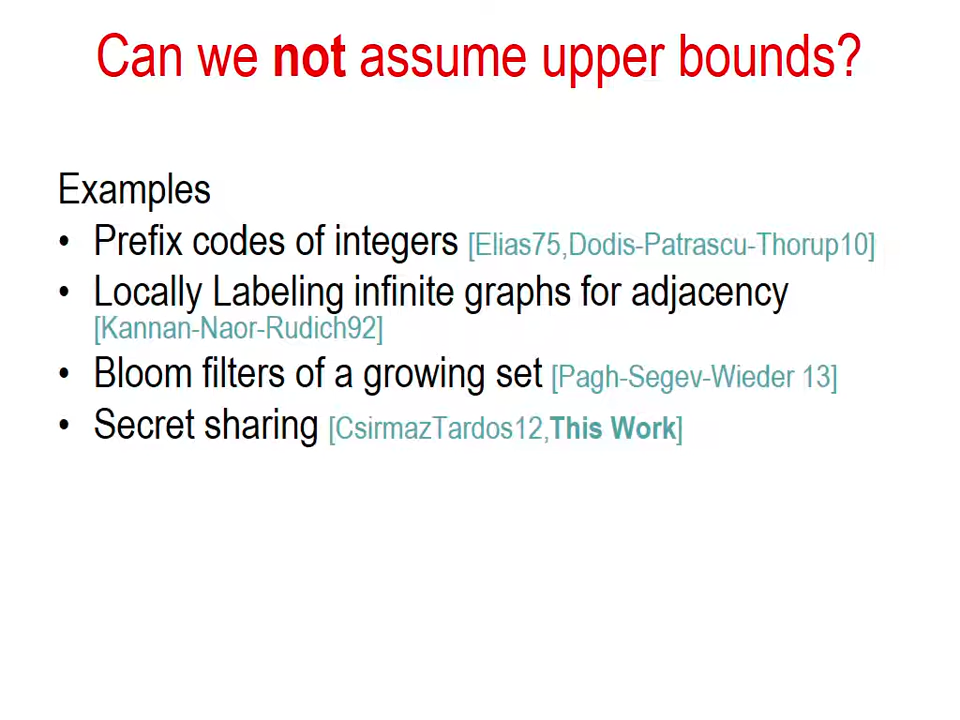 Can we not assume upper bounds?
Examples
• Prefix codes of integers [Elias75,Dodis-Patrascu-Thorup10]
• Locally Labeling infinite graphs for adjacency
[Kannan-Naor-Rudich92]
• Bloom filters of a growing set [Pagh-Segev-Wieder 13]
• Secret sharing [CsirmazTardos12,This Work]